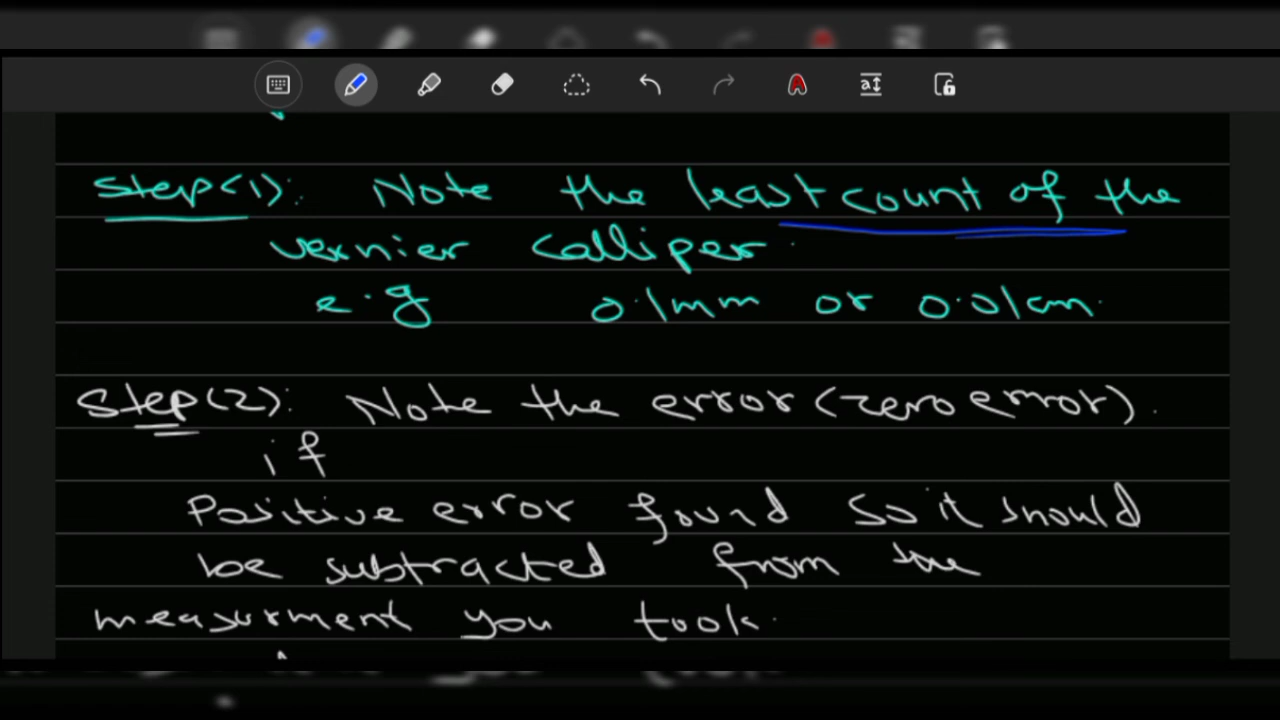 Step(1): Note the least count of the
vernier calliper.
e.g 0.1mm or 0.01cm.
Step(2): Note the error (zero error).
if
Positive error found so it should
be subtracted from the
measurment you took.